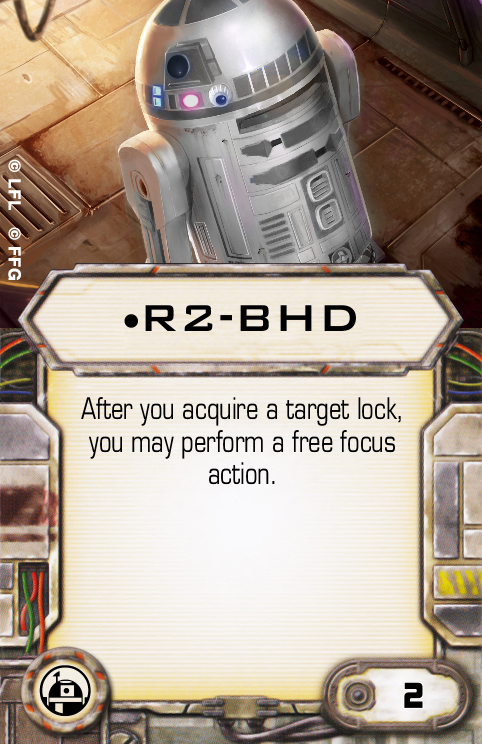 © LFL © FFG
•R2-BHD
After you acquire a target lock,
you may perform a free focus
action.
2